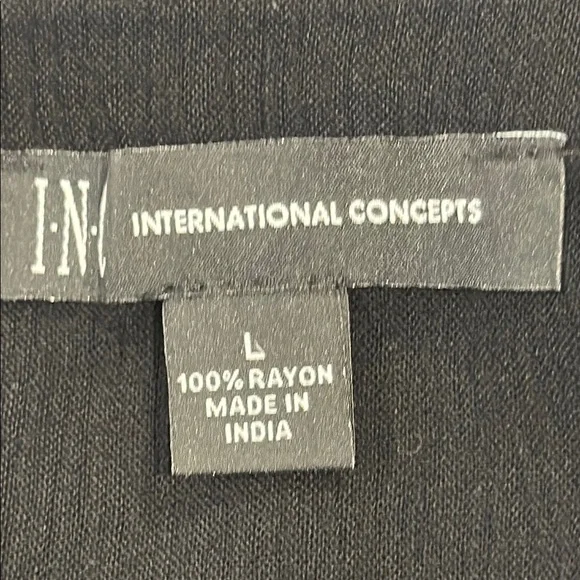 I·N·
INTERNATIONAL CONCEPTS
L
100% RAYON
MADE IN
INDIA